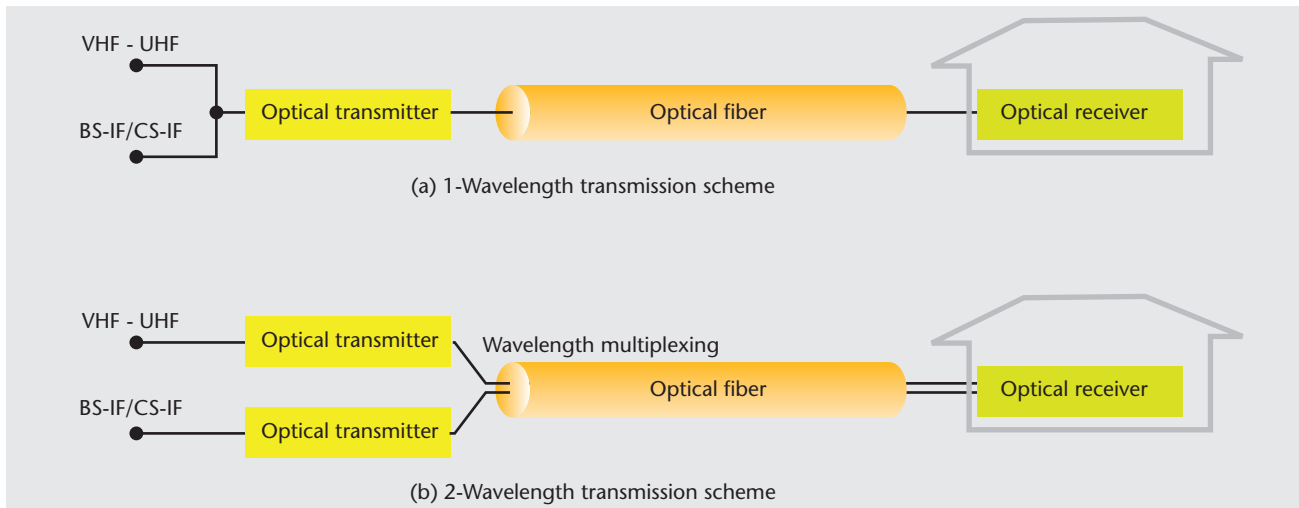 VHF - UHF
BS-IF/CS-IF
Optical transmitter
Optical fiber
Optical receiver
(a) 1-Wavelength transmission scheme
VHF - UHF
BS-IF/CS-IF
Optical transmitter
Optical transmitter
Wavelength multiplexing
Optical fiber
Optical receiver
(b) 2-Wavelength transmission scheme